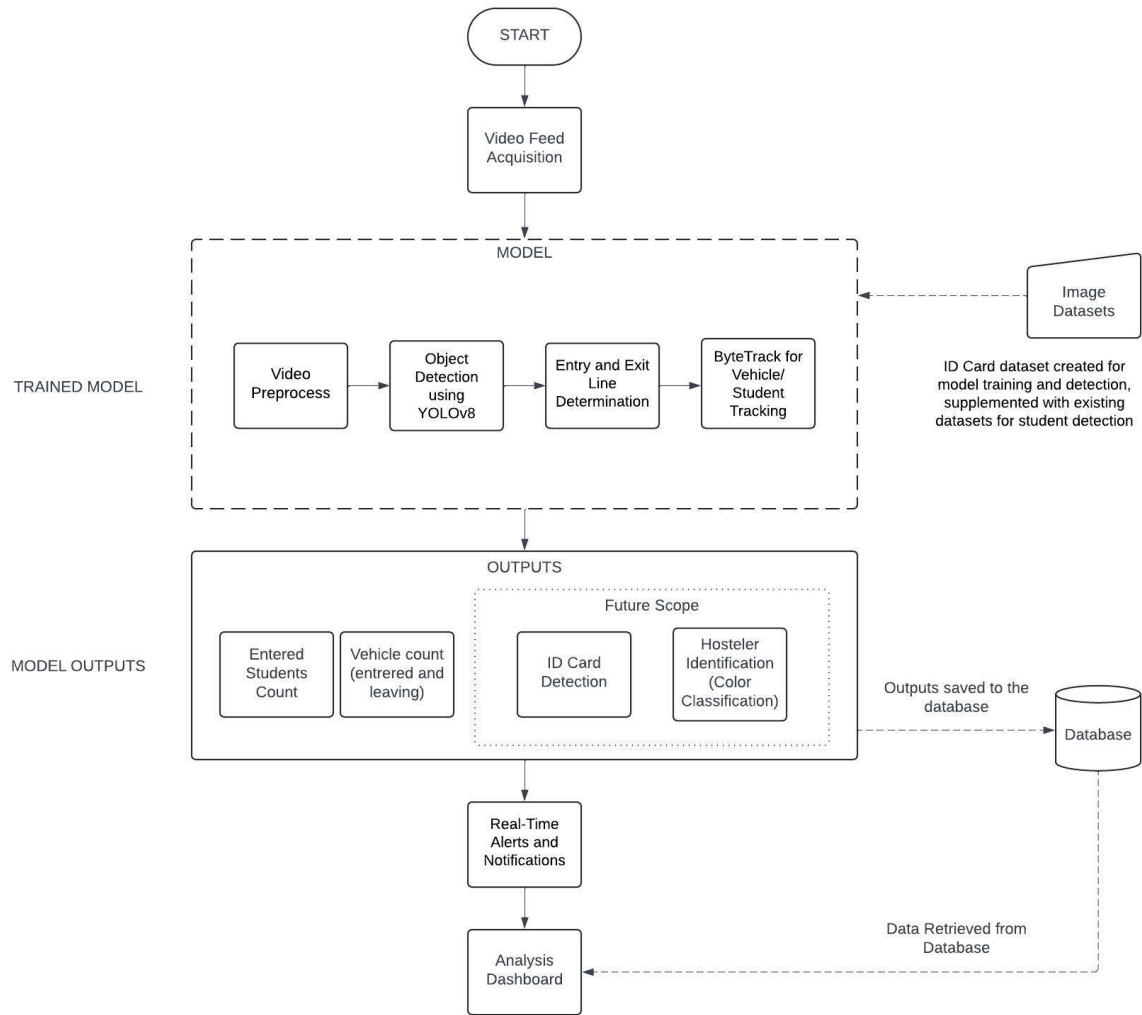 START
Video Feed
Acquisition
MODEL
Image
Datasets
TRAINED MODEL
Video
Preprocess
Object
Detection
using
YOLOv8
Entry and Exit
Line
Determination
ByteTrack for
Vehicle/
Student
Tracking
ID Card dataset created for
model training and detection,
supplemented with existing
datasets for student detection
OUTPUTS
Future Scope
MODEL OUTPUTS
Entered
Students
Count
Vehicle count
(entrered and
leaving)
ID Card
Detection
Hosteler
Identification
(Color
Classification)
Outputs saved to the
database
Database
Real-Time
Alerts and
Notifications
Data Retrieved from
Database
Analysis
Dashboard